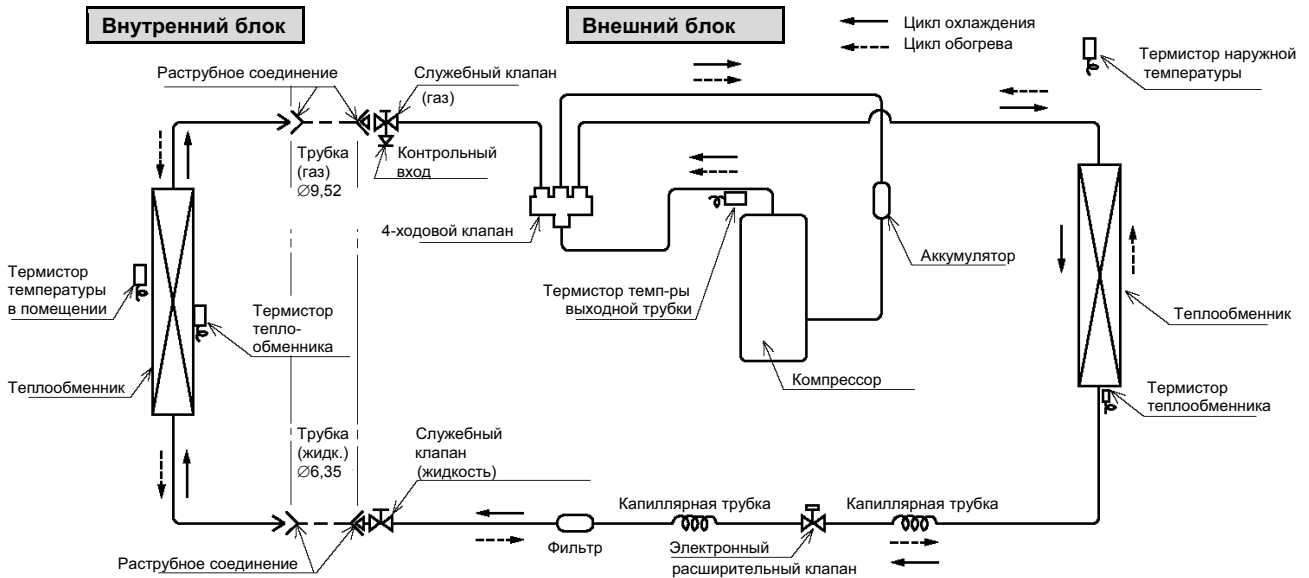 Внутренний блок
Внешний блок
Цикл охлаждения
Цикл обогрева
Термистор наружной
температуры
Раструбное соединение
Служебный клапан
(газ)
Трубка
(газ)
∅9,52
Контрольный
вход
4-ходовой клапан
Аккумулятор
Термистор
температуры
в помещении
Термистор
тепло-
обменника
Термистор темп-ры
выходной трубки
Теплообменник
Теплообменник
Компрессор
Термистор
теплообменника
Трубка
(жидк.)
∅6,35
Служебный
клапан
(жидкость)
Капиллярная трубка
Капиллярная трубка
Раструбное соединение
Фильтр
Электронный
расширительный клапан